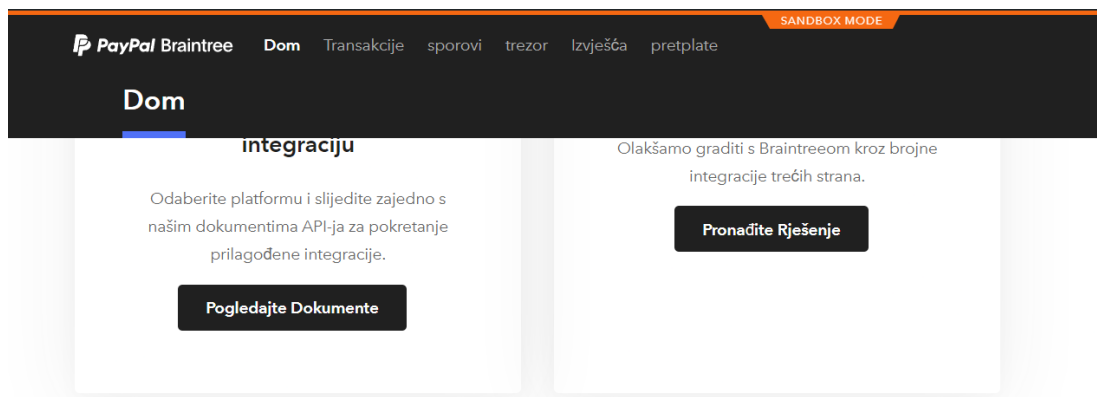 SANDBOX MODE
PayPal Braintree Dom Transakcije sporovi trezor Izvješća pretplate
Dom
integraciju
Odaberite platformu i slijedite zajedno s
našim dokumentima API-ja za pokretanje
prilagođene integracije.
Pogledajte Dokumente
Olakšamo graditi s Braintreeom kroz brojne
integracije trećih strana.
Pronađite Rješenje